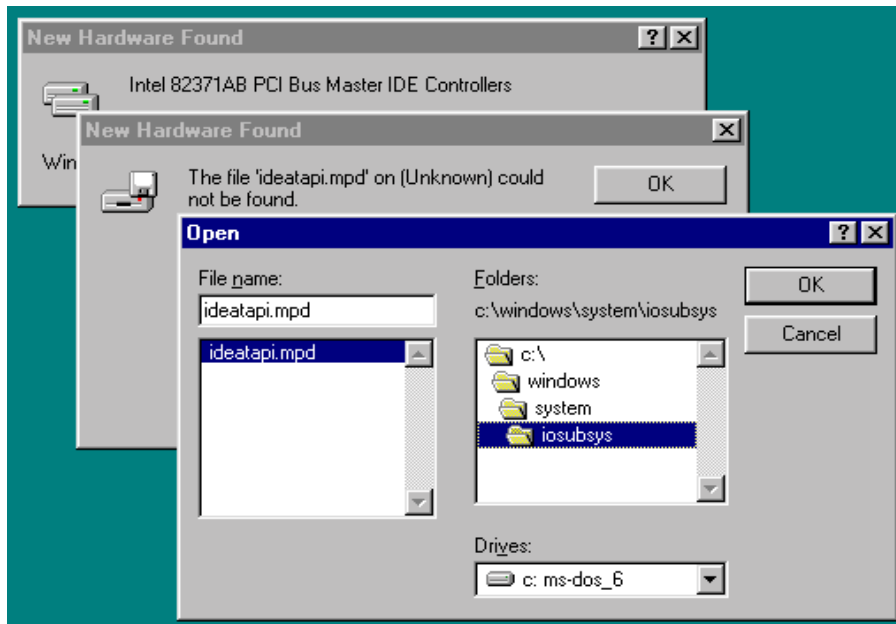 New Hardware Found
Intel 82371AB PCI Bus Master IDE Controllers
Win
New Hardware Found
The file 'ideatapi.mpd' on (Unknown) could
not be found.
OK
Open
File name:
ideatapi.mpd
ideatapi.mpd
Folders:
c:\windows\system\iosubsys
c:\
windows
system
iosubsys
Drives:
c: ms-dos_6
OK
Cancel